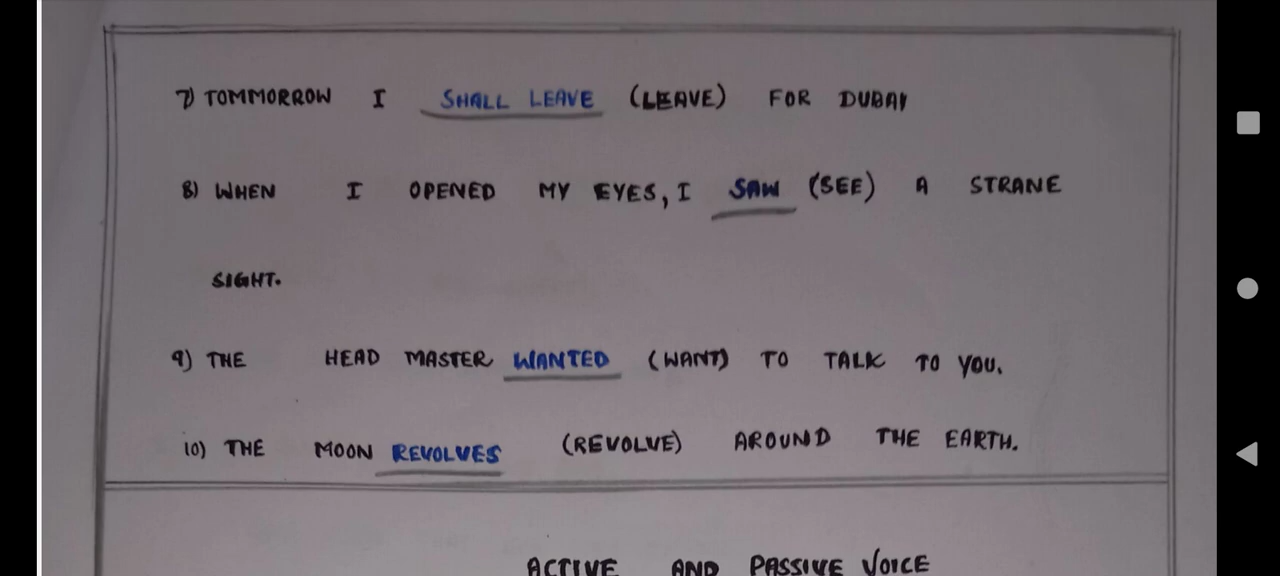 7) TOMMORROW I SHALL LEAVE (LEAVE) FOR DUBAI
8) WHEN I OPENED MY EYES, I SAW (SEE) A STRANE
SIGHT.
9) THE HEAD MASTER WANTED (WANT) TO TALK TO YOU.
10) THE MOON REVOLVES (REVOLVE) AROUND THE EARTH.
ACTIVE AND PASSIVE VOICE